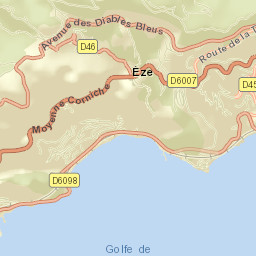 Avenue des Diables Bleus
D46
Route de la T
Èze
D6007
D45
Moyenne Corniche
D6098
Golfe de